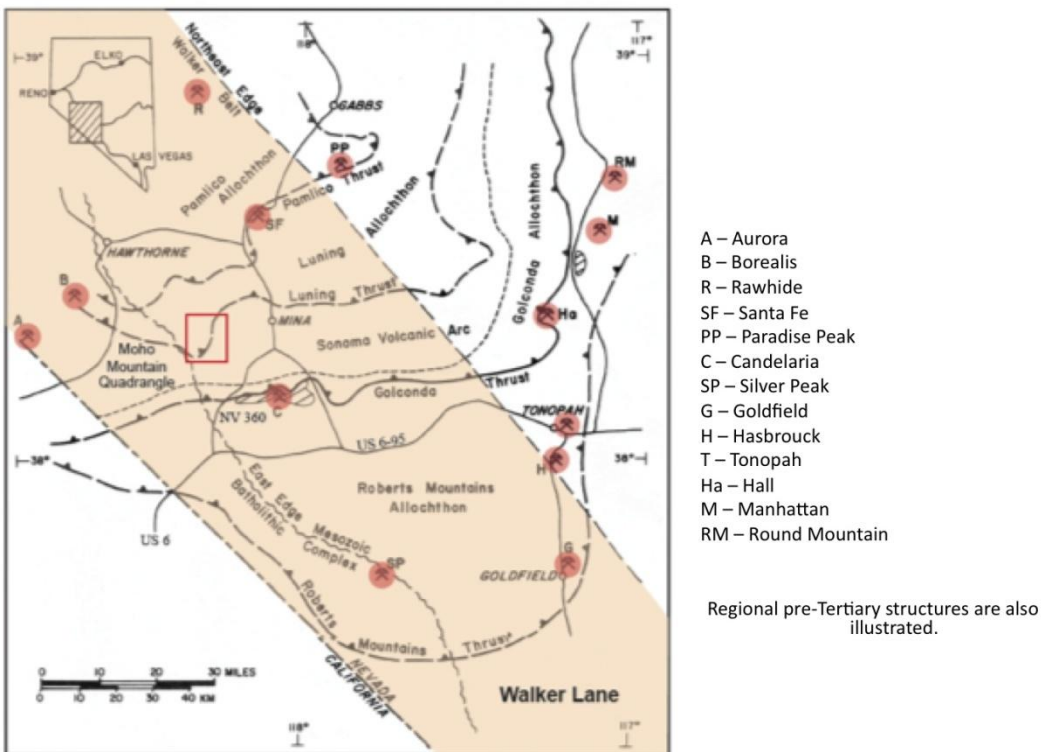 118°
117°
39°
39°
ELKO
RENO
LAS VEGAS
Northeast Edge
Walker Belt
R
GABBS
PP
Pamlico Thrust
Pamlico
Allochthon
SF
Allochthon
RM
M
Golconda Allochthon
HAWTHORNE
Luning
B
Luning Thrust
Ha
A
MINA
Sonoma Volcanic Arc
Moho
Mountain
Quadrangle
Golconda Thrust
C
NV 360
TONOPAH
US 6-95
38°
H
38°
Roberts Mountains
Allochthon
East Edge Mesozoic
Batholithic Complex
US 6
SP
G
GOLDFIELD
Roberts Mountains Thrust
NEVADA
CALIFORNIA
0 10 20 30 MILES
0 10 20 30 40 KM
Walker Lane
118°
117°
A – Aurora
B – Borealis
R – Rawhide
SF – Santa Fe
PP – Paradise Peak
C – Candelaria
SP – Silver Peak
G – Goldfield
H – Hasbrouck
T – Tonopah
Ha – Hall
M – Manhattan
RM – Round Mountain
Regional pre-Tertiary structures are also
illustrated.